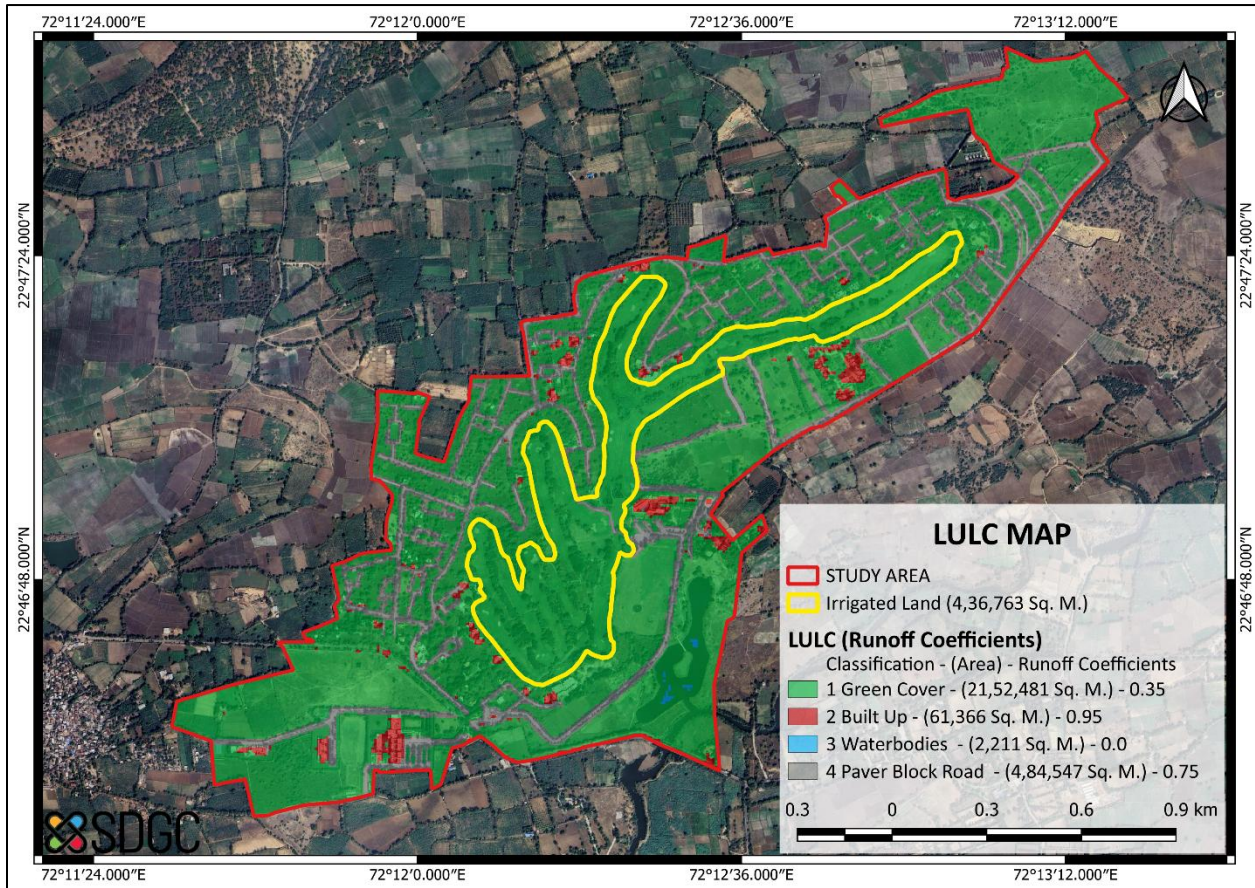 72°11′24.000″E 72°12′0.000″E 72°12′36.000″E 72°13′12.000″E
22°47′24.000″N 22°47′24.000″N
22°46′48.000″N 22°46′48.000″N
LULC MAP
STUDY AREA
Irrigated Land (4,36,763 Sq. M.)
LULC (Runoff Coefficients)
Classification - (Area) - Runoff Coefficients
1 Green Cover - (21,52,481 Sq. M.) - 0.35
2 Built Up - (61,366 Sq. M.) - 0.95
3 Waterbodies - (2,211 Sq. M.) - 0.0
4 Paver Block Road - (4,84,547 Sq. M.) - 0.75
0.3 0 0.3 0.6 0.9 km
SDGC
72°11′24.000″E 72°12′0.000″E 72°12′36.000″E 72°13′12.000″E